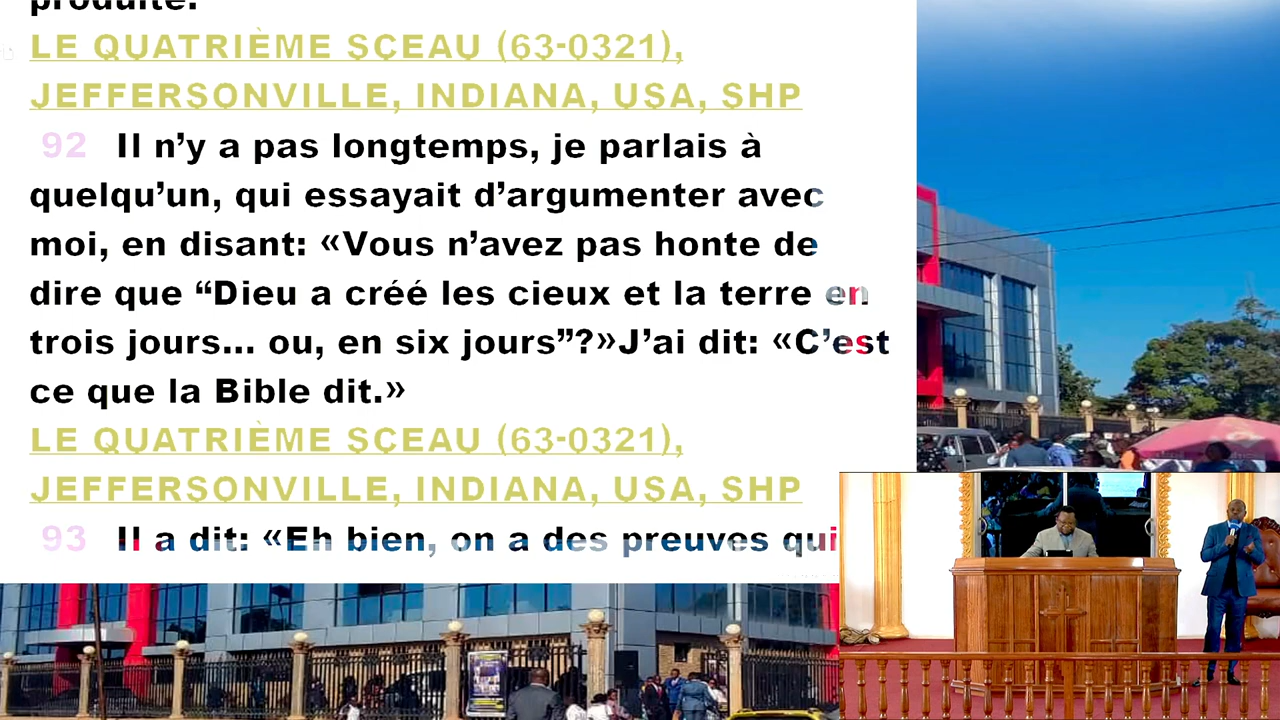 produite.
LE QUATRIÈME SCEAU (63-0321),
JEFFERSONVILLE, INDIANA, USA, SHP
92 Il n’y a pas longtemps, je parlais à
quelqu’un, qui essayait d’argumenter avec
moi, en disant: «Vous n’avez pas honte de
dire que “Dieu a créé les cieux et la terre en
trois jours... ou, en six jours”?»J’ai dit: «C’est
ce que la Bible dit.»
LE QUATRIÈME SCEAU (63-0321),
JEFFERSONVILLE, INDIANA, USA, SHP
93 Il a dit: «Eh bien, on a des preuves qui